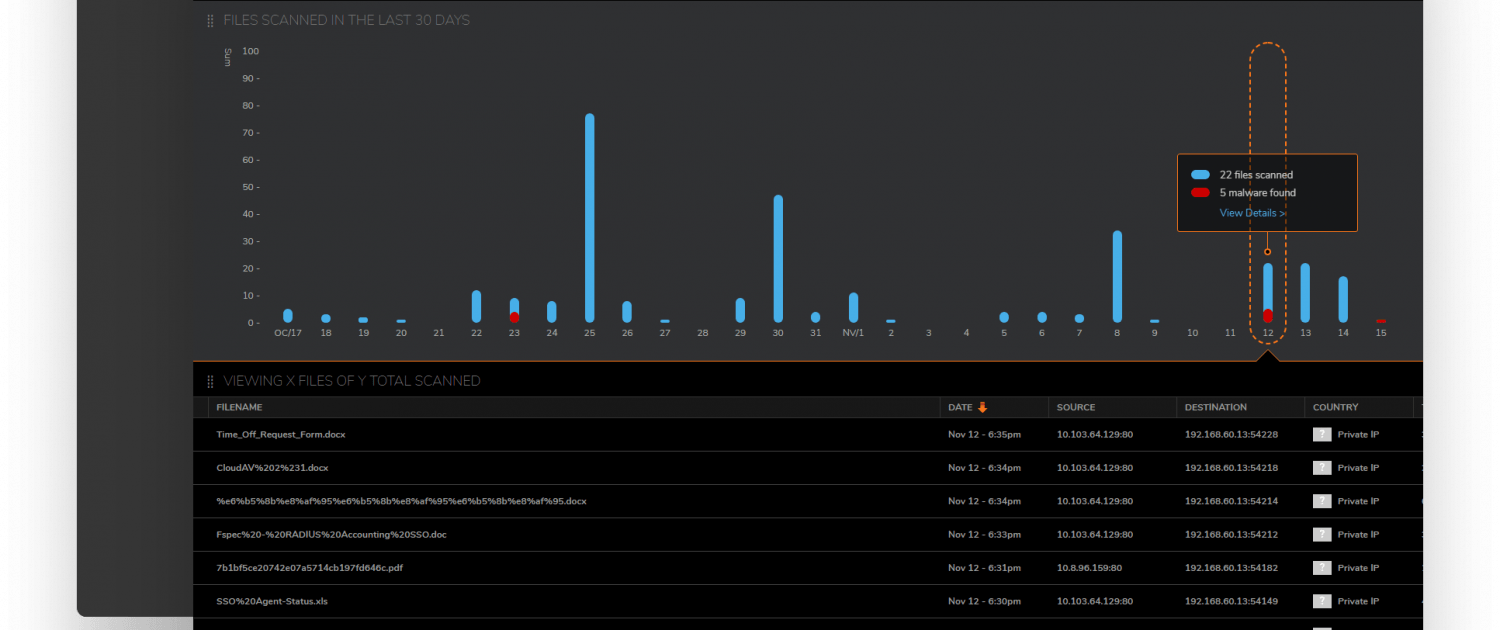 FILES SCANNED IN THE LAST 30 DAYS
Sum
100
90 -
80 -
70 -
60 -
50 -
40 -
30 -
20 -
10 -
0 -
22 files scanned
5 malware found
View Details >
OC/17 18 19 20 21 22 23 24 25 26 27 28 29 30 31 NV/1 2 3 4 5 6 7 8 9 10 11 12 13 14 15
VIEWING X FILES OF Y TOTAL SCANNED
FILENAME DATE SOURCE DESTINATION COUNTRY
Time_Off_Request_Form.docx Nov 12 - 6:35pm 10.103.64.129:80 192.168.60.13:54228 ? Private IP
CloudAV%202%231.docx Nov 12 - 6:34pm 10.103.64.129:80 192.168.60.13:54218 ? Private IP
%e6%b5%8b%e8%af%95%e6%b5%8b%e8%af%95%e6%b5%8b%e8%af%95.docx Nov 12 - 6:34pm 10.103.64.129:80 192.168.60.13:54214 ? Private IP
Fspec%20-%20RADIUS%20Accounting%20SSO.doc Nov 12 - 6:33pm 10.103.64.129:80 192.168.60.13:54212 ? Private IP
7b1bf5ce20742e07a5714cb197fd646c.pdf Nov 12 - 6:31pm 10.8.96.159:80 192.168.60.13:54182 ? Private IP
SSO%20Agent-Status.xls Nov 12 - 6:30pm 10.103.64.129:80 192.168.60.13:54149 ? Private IP